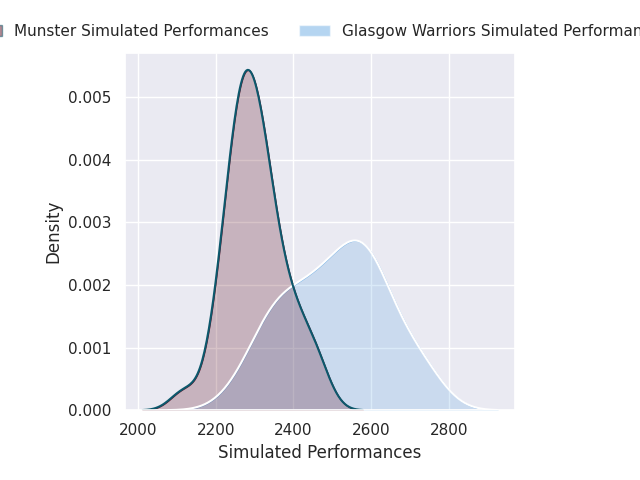 Munster Simulated Performances
Glasgow Warriors Simulated
0.005
0.004
0.003
0.002
0.001
0.000
Density
2000 2200 2400 2600 2800
Simulated Performances